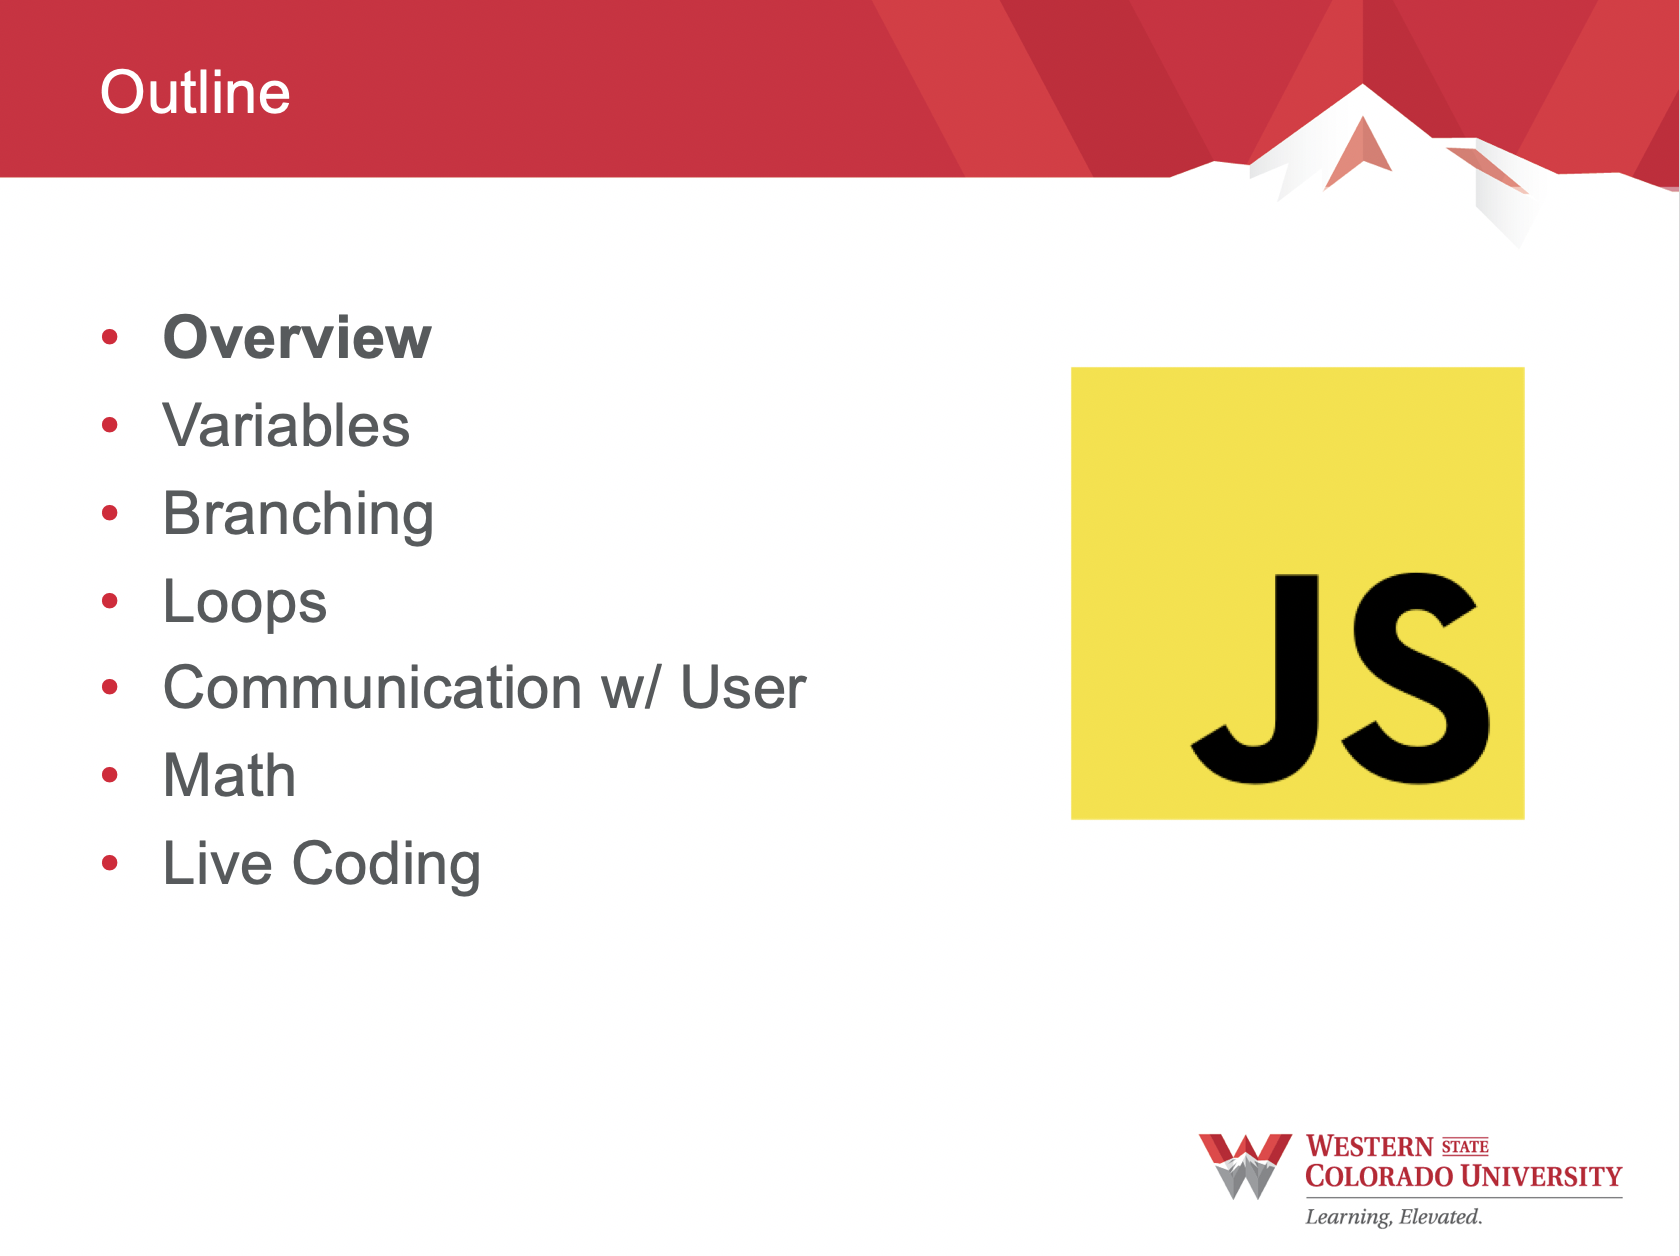 Outline
• Overview
• Variables
• Branching
• Loops
• Communication w/ User
• Math
• Live Coding
JS
WESTERN STATE
COLORADO UNIVERSITY
Learning, Elevated.